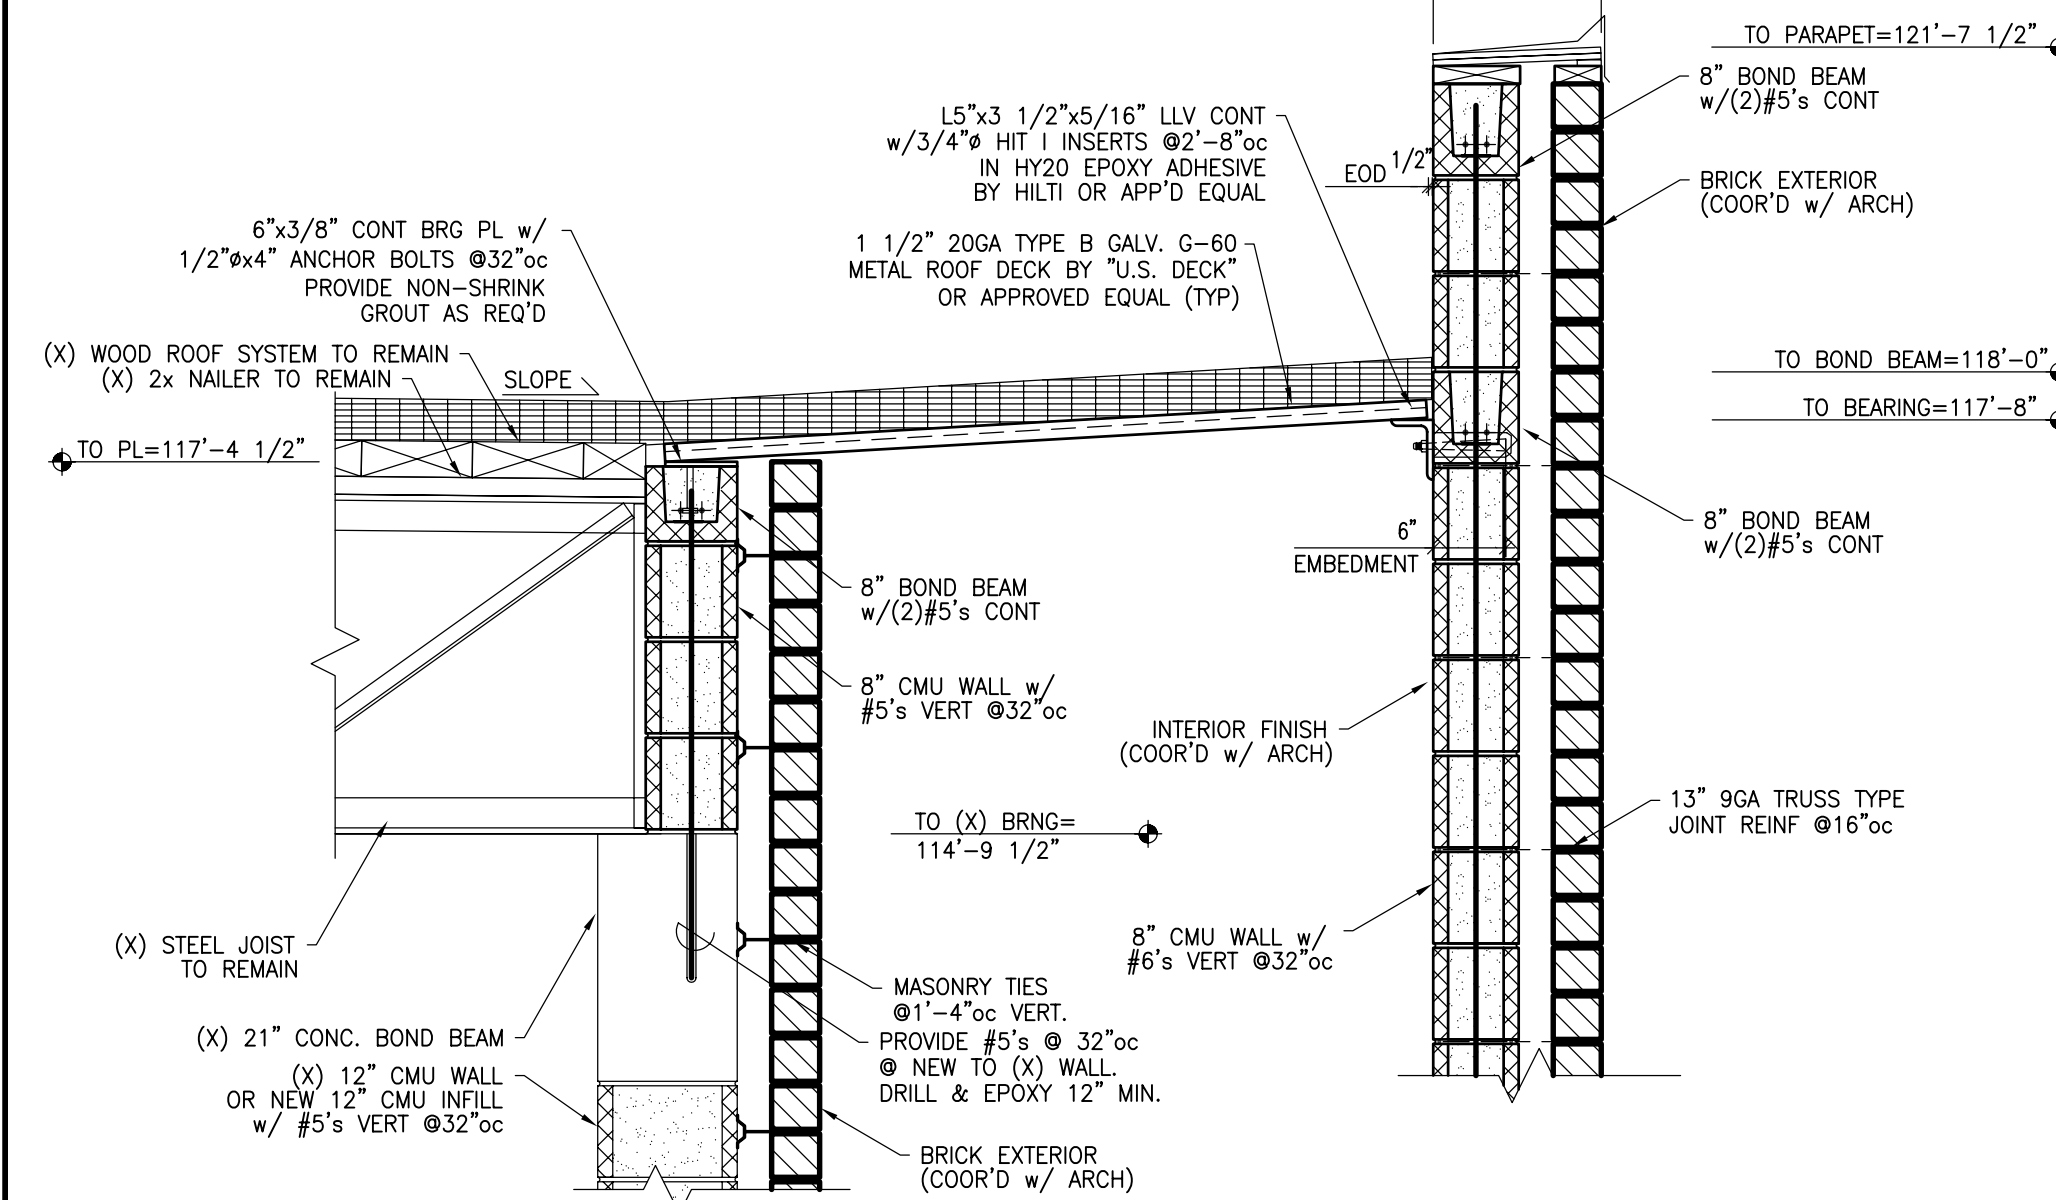 TO PARAPET=121'-7 1/2"
8" BOND BEAM
w/(2)#5's CONT
L5"x3 1/2"x5/16" LLV CONT
w/3/4"ø HIT I INSERTS @2'-8"oc
IN HY20 EPOXY ADHESIVE
BY HILTI OR APP'D EQUAL
EOD 1/2"
BRICK EXTERIOR
(COOR'D w/ ARCH)
6"x3/8" CONT BRG PL w/
1/2"øx4" ANCHOR BOLTS @32"oc
PROVIDE NON-SHRINK
GROUT AS REQ'D
1 1/2" 20GA TYPE B GALV. G-60
METAL ROOF DECK BY "U.S. DECK"
OR APPROVED EQUAL (TYP)
(X) WOOD ROOF SYSTEM TO REMAIN
(X) 2x NAILER TO REMAIN
SLOPE
TO BOND BEAM=118'-0"
TO BEARING=117'-8"
TO PL=117'-4 1/2"
8" BOND BEAM
w/(2)#5's CONT
6"
EMBEDMENT
8" BOND BEAM
w/(2)#5's CONT
8" CMU WALL w/
#5's VERT @32"oc
INTERIOR FINISH
(COOR'D w/ ARCH)
TO (X) BRNG=
114'-9 1/2"
13" 9GA TRUSS TYPE
JOINT REINF @16"oc
(X) STEEL JOIST
TO REMAIN
8" CMU WALL w/
#6's VERT @32"oc
MASONRY TIES
@1'-4"oc VERT.
(X) 21" CONC. BOND BEAM
PROVIDE #5's @ 32"oc
@ NEW TO (X) WALL.
DRILL & EPOXY 12" MIN.
(X) 12" CMU WALL
OR NEW 12" CMU INFILL
w/ #5's VERT @32"oc
BRICK EXTERIOR
(COOR'D w/ ARCH)